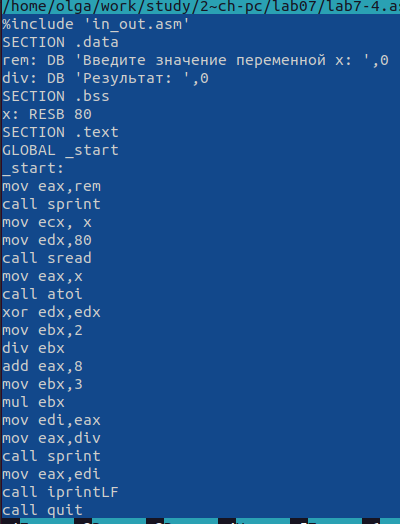 /home/olga/work/study/2~ch-pc/lab07/lab7-4.as
%include 'in_out.asm'
SECTION .data
rem: DB 'Введите значение переменной x: ',0
div: DB 'Результат: ',0
SECTION .bss
x: RESB 80
SECTION .text
GLOBAL _start
_start:
mov eax,rem
call sprint
mov ecx, x
mov edx,80
call sread
mov eax,x
call atoi
xor edx,edx
mov ebx,2
div ebx
add eax,8
mov ebx,3
mul ebx
mov edi,eax
mov eax,div
call sprint
mov eax,edi
call iprintLF
call quit